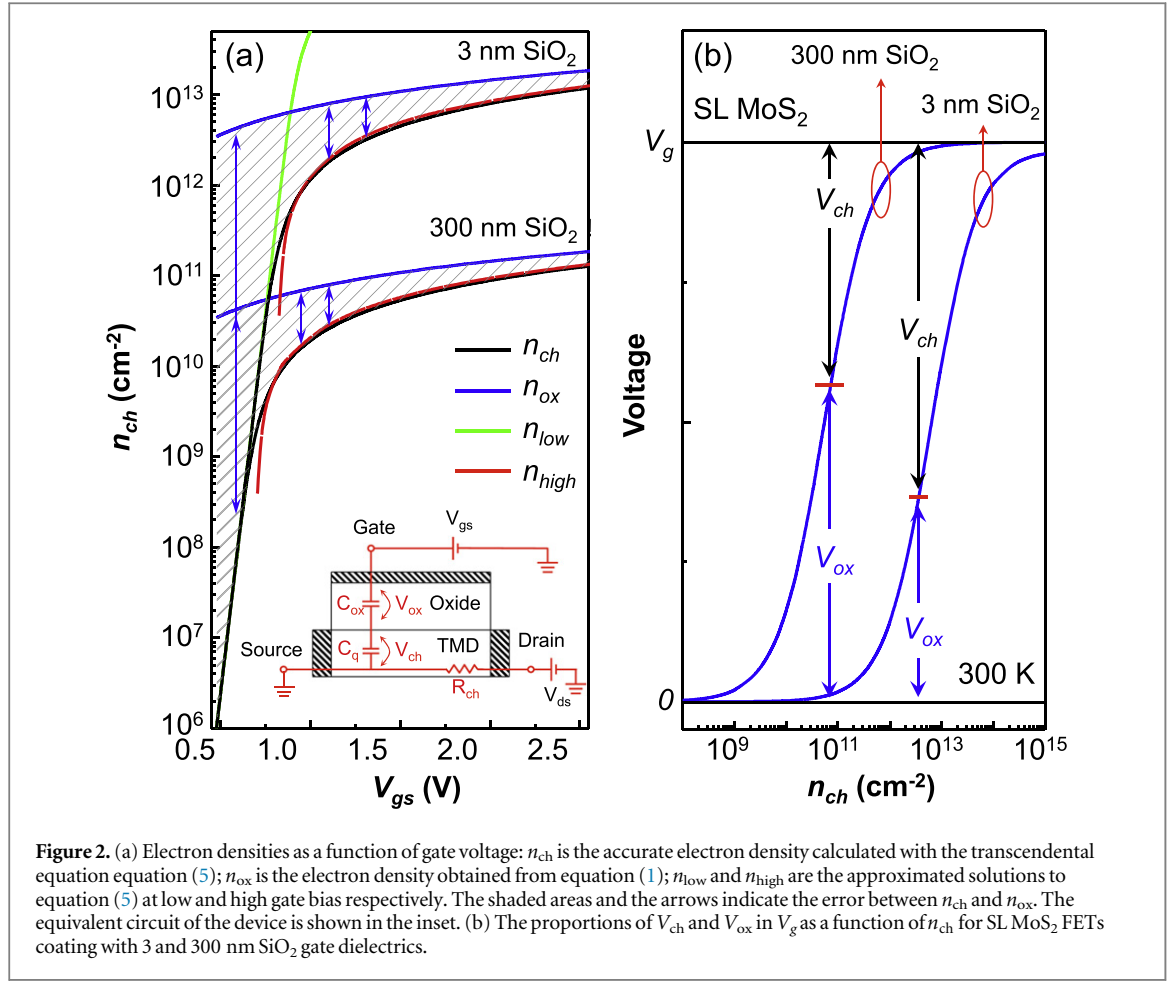 (a)
3 nm SiO2
300 nm SiO2
10^13
10^12
10^11
10^10
10^9
10^8
10^7
10^6
n_ch (cm^-2)
n_ch
n_ox
n_low
n_high
Gate
V_gs
C_ox
V_ox
Oxide
Source
C_q
V_ch
TMD
Drain
R_ch
V_ds
0.5 1.0 1.5 2.0 2.5
V_gs (V)
(b)
300 nm SiO2
SL MoS2
3 nm SiO2
V_g
V_ch
V_ch
Voltage
V_ox
V_ox
300 K
0
10^9 10^11 10^13 10^15
n_ch (cm^-2)
Figure 2. (a) Electron densities as a function of gate voltage: n_ch is the accurate electron density calculated with the transcendental
equation equation (5); n_ox is the electron density obtained from equation (1); n_low and n_high are the approximated solutions to
equation (5) at low and high gate bias respectively. The shaded areas and the arrows indicate the error between n_ch and n_ox. The
equivalent circuit of the device is shown in the inset. (b) The proportions of V_ch and V_ox in V_g as a function of n_ch for SL MoS2 FETs
coating with 3 and 300 nm SiO2 gate dielectrics.